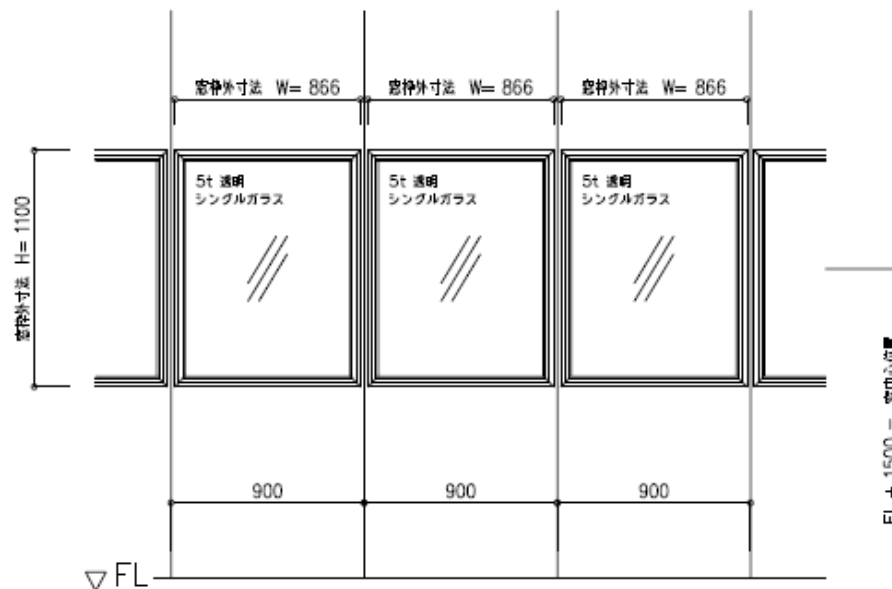 窓枠外寸法 W= 866
窓枠外寸法 W= 866
窓枠外寸法 W= 866
5t 透明
シングルガラス
5t 透明
シングルガラス
5t 透明
シングルガラス
窓枠外寸法 H= 1100
900
900
900
FL + 1500 =
▽ FL